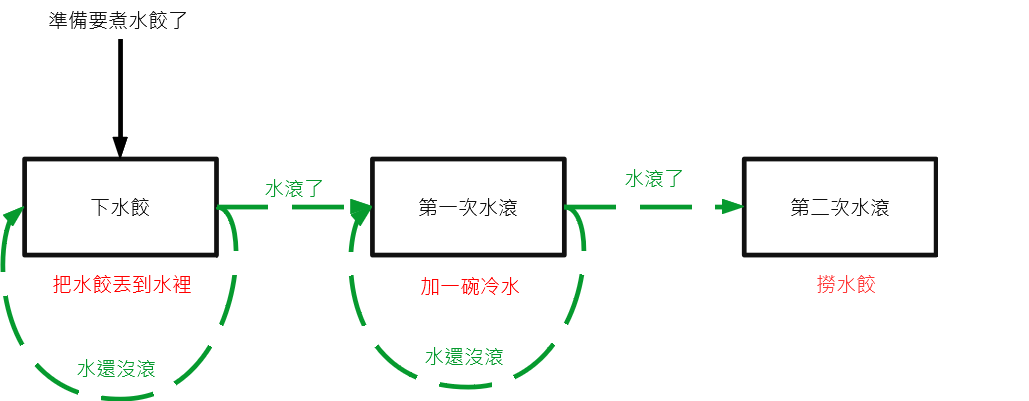 準備要煮水餃了
水滾了
水滾了
下水餃
第一次水滾
第二次水滾
把水餃丟到水裡
加一碗冷水
撈水餃
水還沒滾
水還沒滾